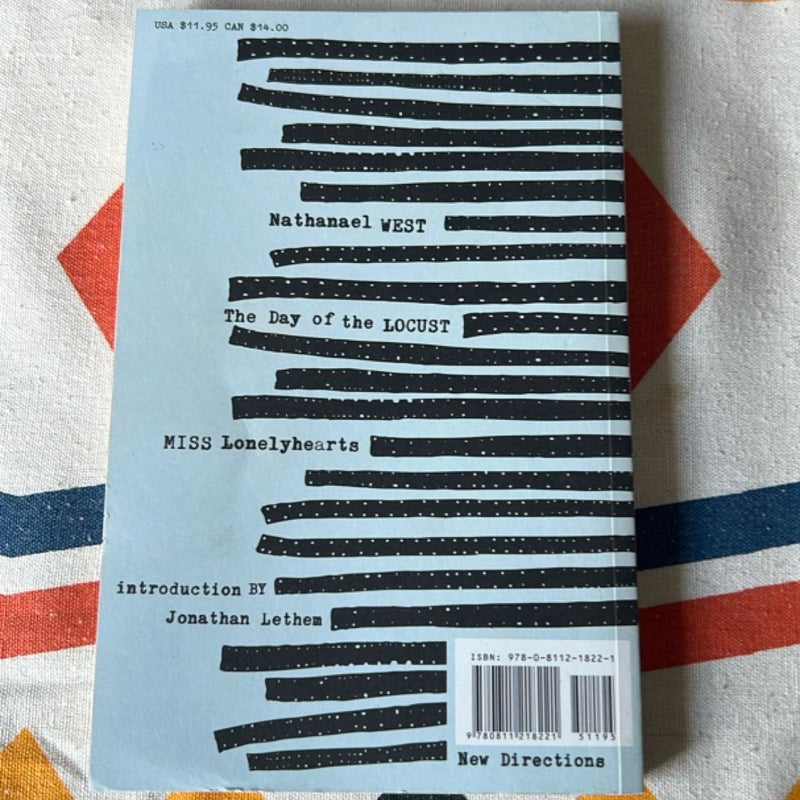 USA $11.95 CAN $14.00
Nathanael WEST
The Day of the LOCUST
MISS Lonelyhearts
introduction BY
Jonathan Lethem
ISBN: 978-0-8112-1822-1
9 780811 218221
51195
New Directions